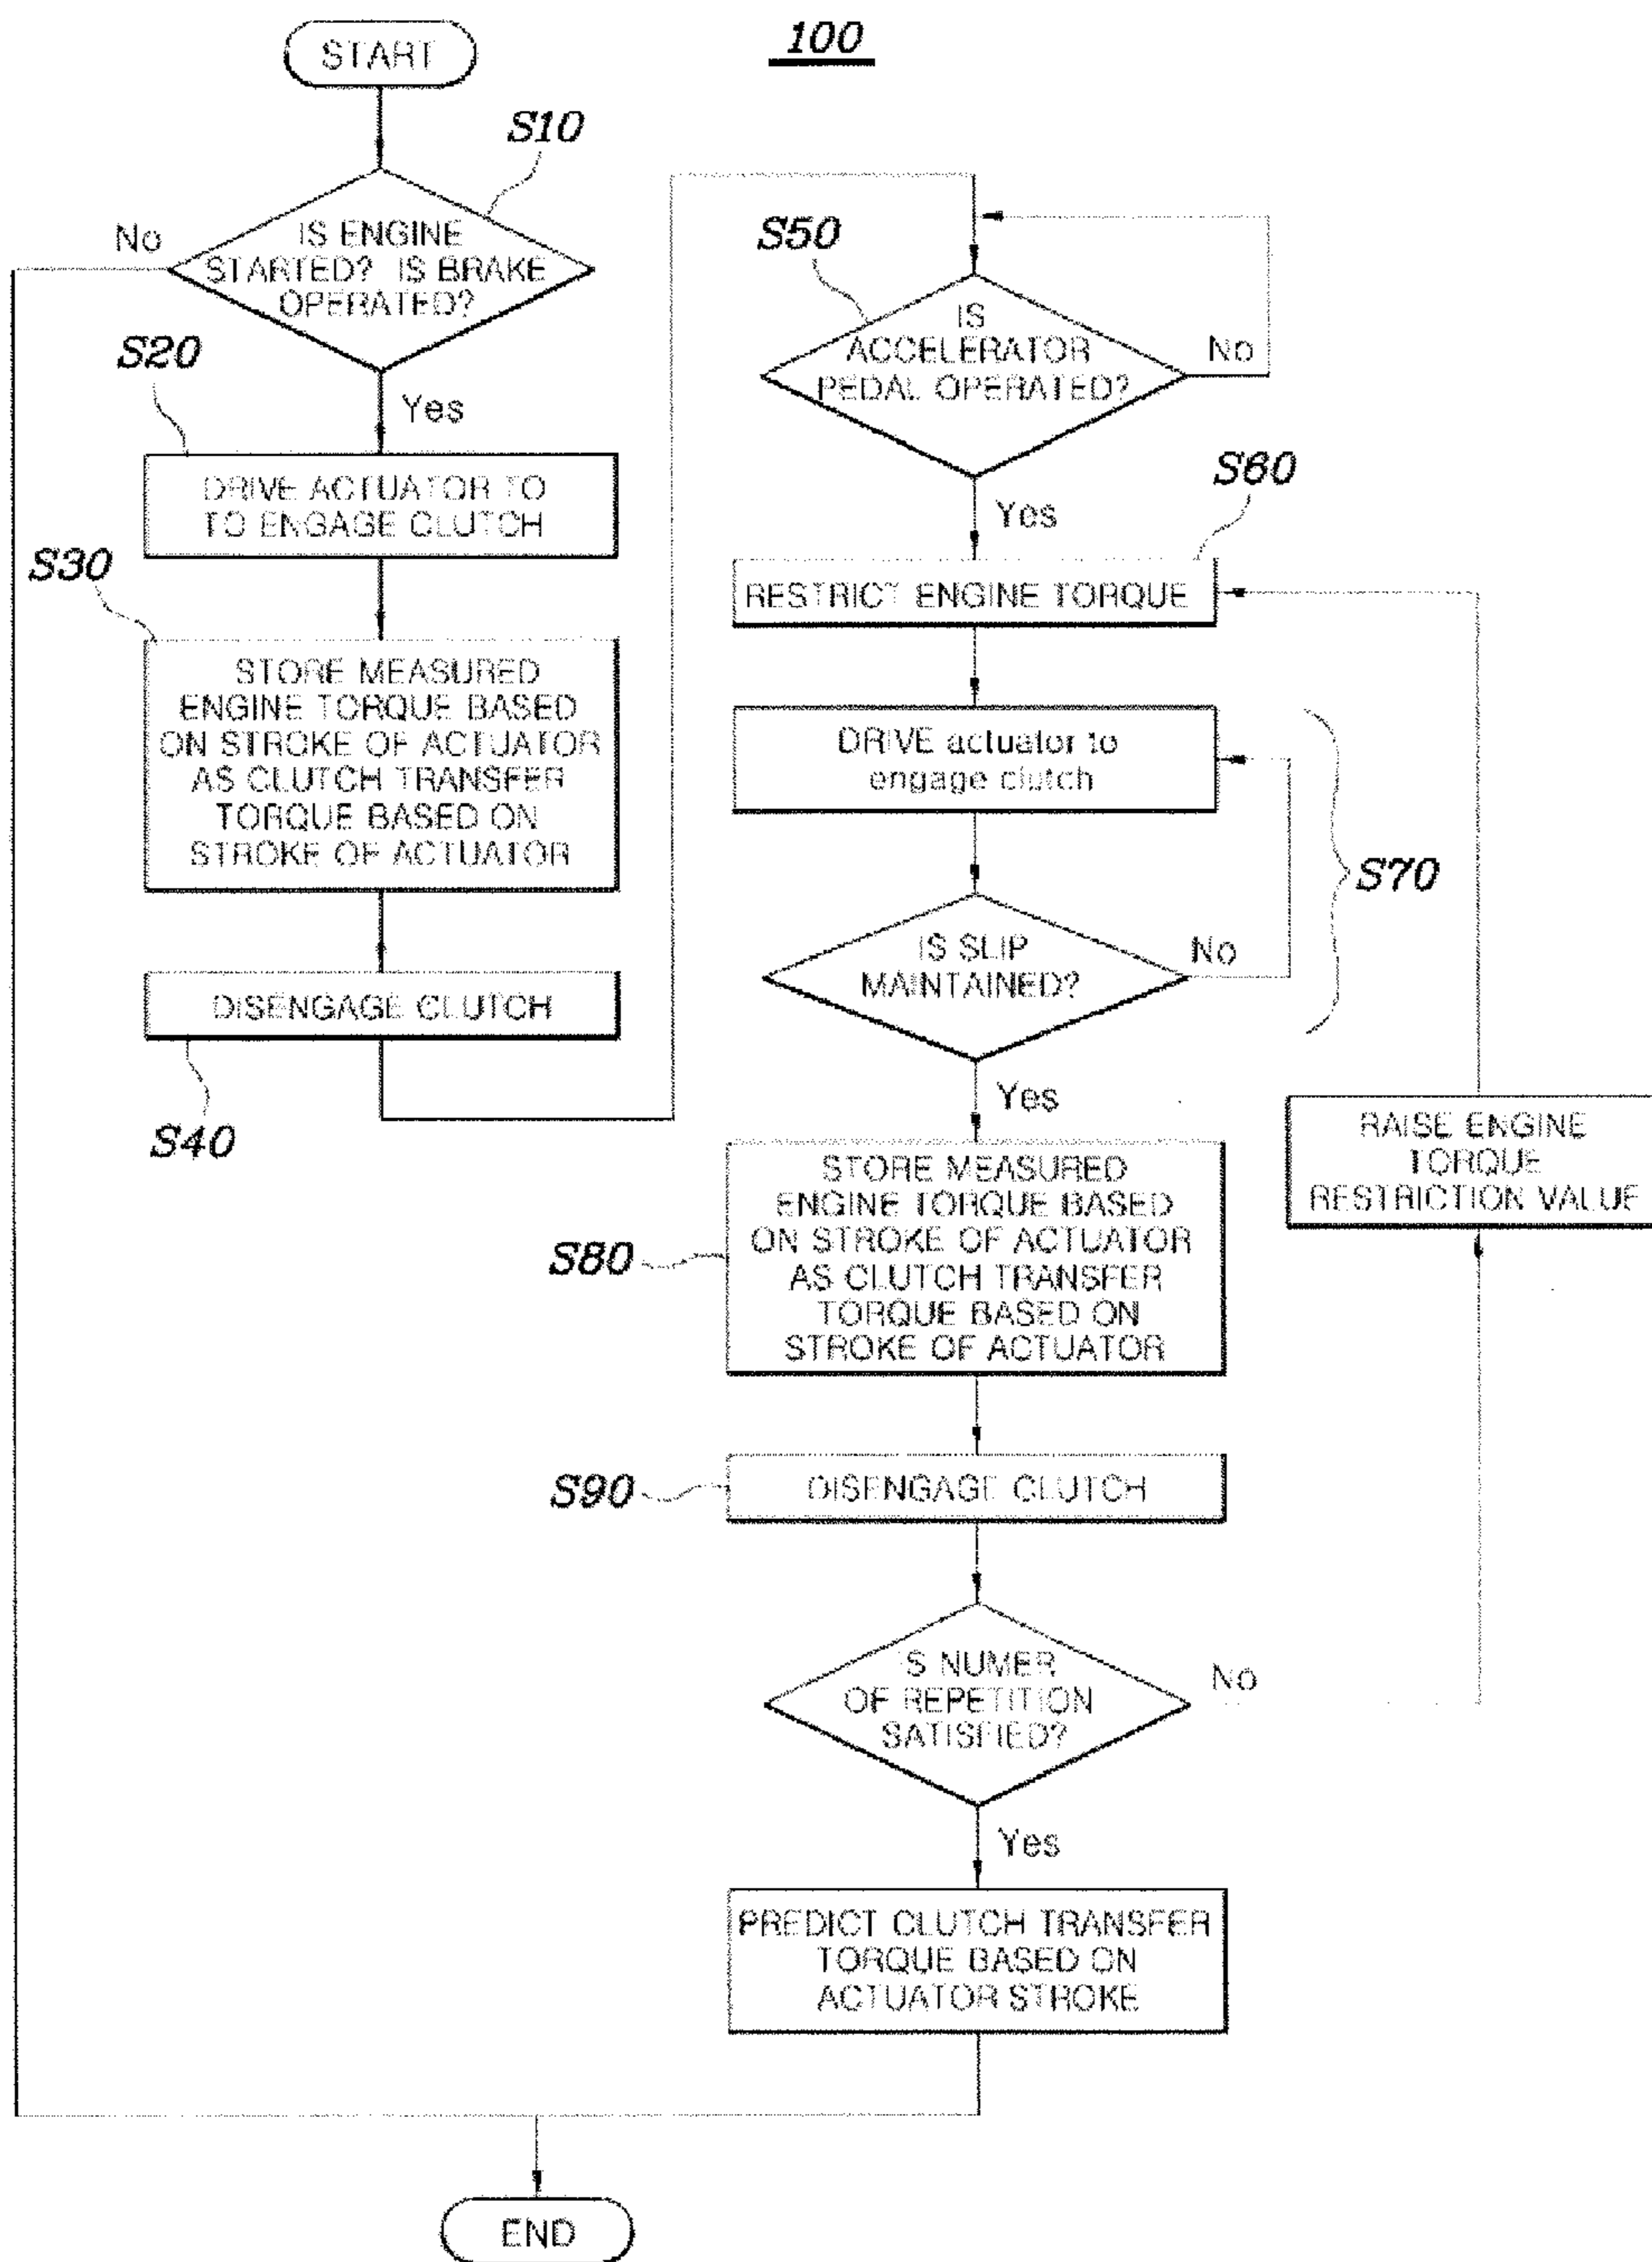 100
START
S10
IS ENGINE
STARTED? IS BRAKE
OPERATED?
No
Yes
S20
DRIVE ACTUATOR TO
TO ENGAGE CLUTCH
S30
STORE MEASURED
ENGINE TORQUE BASED
ON STROKE OF ACTUATOR
AS CLUTCH TRANSFER
TORQUE BASED ON
STROKE OF ACTUATOR
DISENGAGE CLUTCH
S40
S50
IS
ACCELERATOR
PEDAL OPERATED?
No
Yes
S60
RESTRICT ENGINE TORQUE
DRIVE actuator to
engage clutch
S70
IS SLIP
MAINTAINED?
No
Yes
STORE MEASURED
ENGINE TORQUE BASED
ON STROKE OF ACTUATOR
AS CLUTCH TRANSFER
TORQUE BASED ON
STROKE OF ACTUATOR
S80
RAISE ENGINE
TORQUE
RESTRICTION VALUE
S90
DISENGAGE CLUTCH
IS NUMER
OF REPETITION
SATISFIED?
No
Yes
PREDICT CLUTCH TRANSFER
TORQUE BASED ON
ACTUATOR STROKE
END